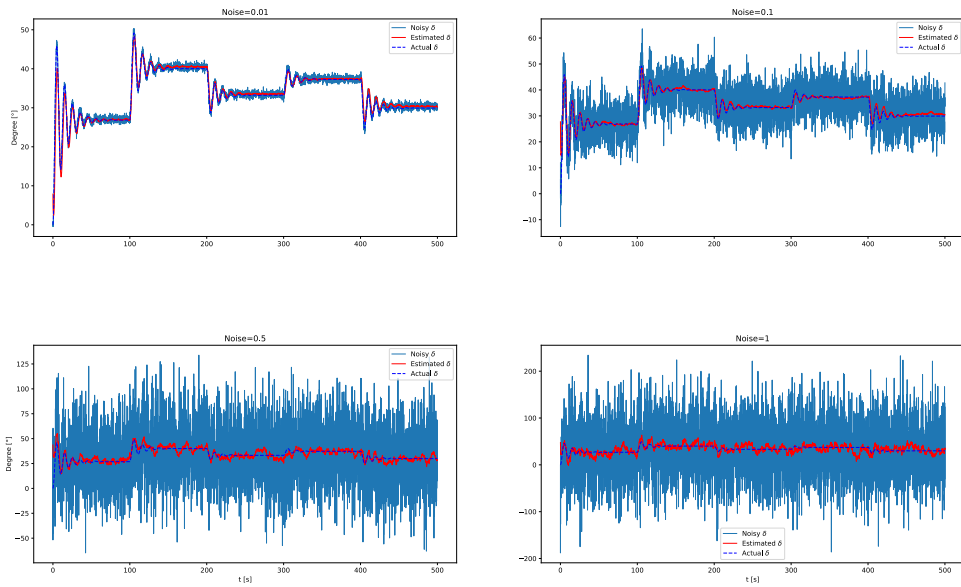 Noise=0.01
Degree [°]
50
40
30
20
10
0
0 100 200 300 400 500
Noisy δ
Estimated δ
Actual δ
Noise=0.1
60
50
40
30
20
10
0
−10
0 100 200 300 400 500
Noisy δ
Estimated δ
Actual δ
Noise=0.5
Degree [°]
125
100
75
50
25
0
−25
−50
0 100 200 300 400 500
t [s]
Noisy δ
Estimated δ
Actual δ
Noise=1
200
100
0
−100
−200
0 100 200 300 400 500
t [s]
Noisy δ
Estimated δ
Actual δ